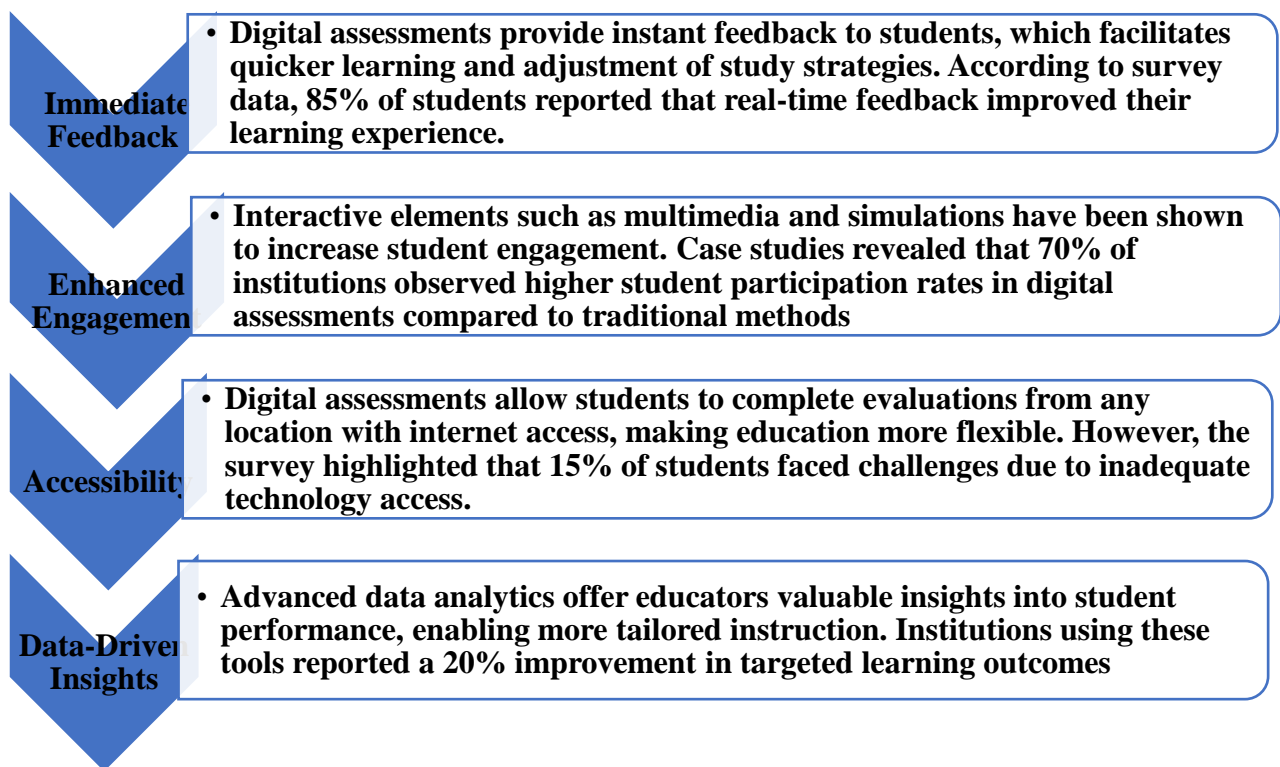 Immediate
Feedback
• Digital assessments provide instant feedback to students, which facilitates
quicker learning and adjustment of study strategies. According to survey
data, 85% of students reported that real-time feedback improved their
learning experience.
Enhanced
Engagement
• Interactive elements such as multimedia and simulations have been shown
to increase student engagement. Case studies revealed that 70% of
institutions observed higher student participation rates in digital
assessments compared to traditional methods
Accessibility
• Digital assessments allow students to complete evaluations from any
location with internet access, making education more flexible. However, the
survey highlighted that 15% of students faced challenges due to inadequate
technology access.
Data-Driven
Insights
• Advanced data analytics offer educators valuable insights into student
performance, enabling more tailored instruction. Institutions using these
tools reported a 20% improvement in targeted learning outcomes